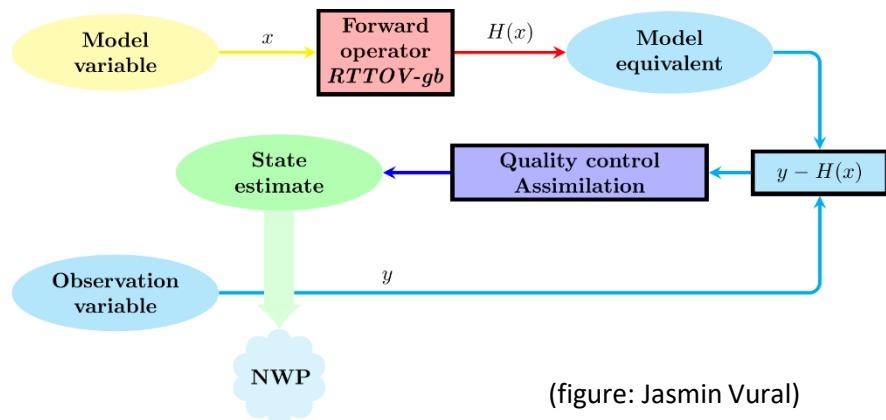 Model
variable
x
Forward
operator
RTTOV-gb
H(x)
Model
equivalent
State
estimate
Quality control
Assimilation
y − H(x)
Observation
variable
y
NWP
(figure: Jasmin Vural)